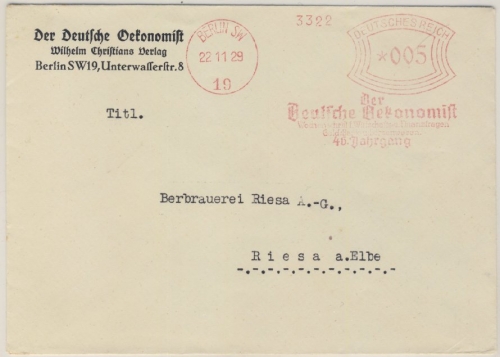 Der Deutsche Oekonomist
Wilhelm Christians Verlag
Berlin SW19, Unterwasserstr. 8
BERLIN SW
22 11 29
19
3322
DEUTSCHES REICH
*005
Der
Deutsche Oekonomist
46. Jahrgang
Titl.
Berbrauerei Riesa A.-G.,
Riesa a.Elbe
-.-.-.-.-.-.-.-.-.-.-